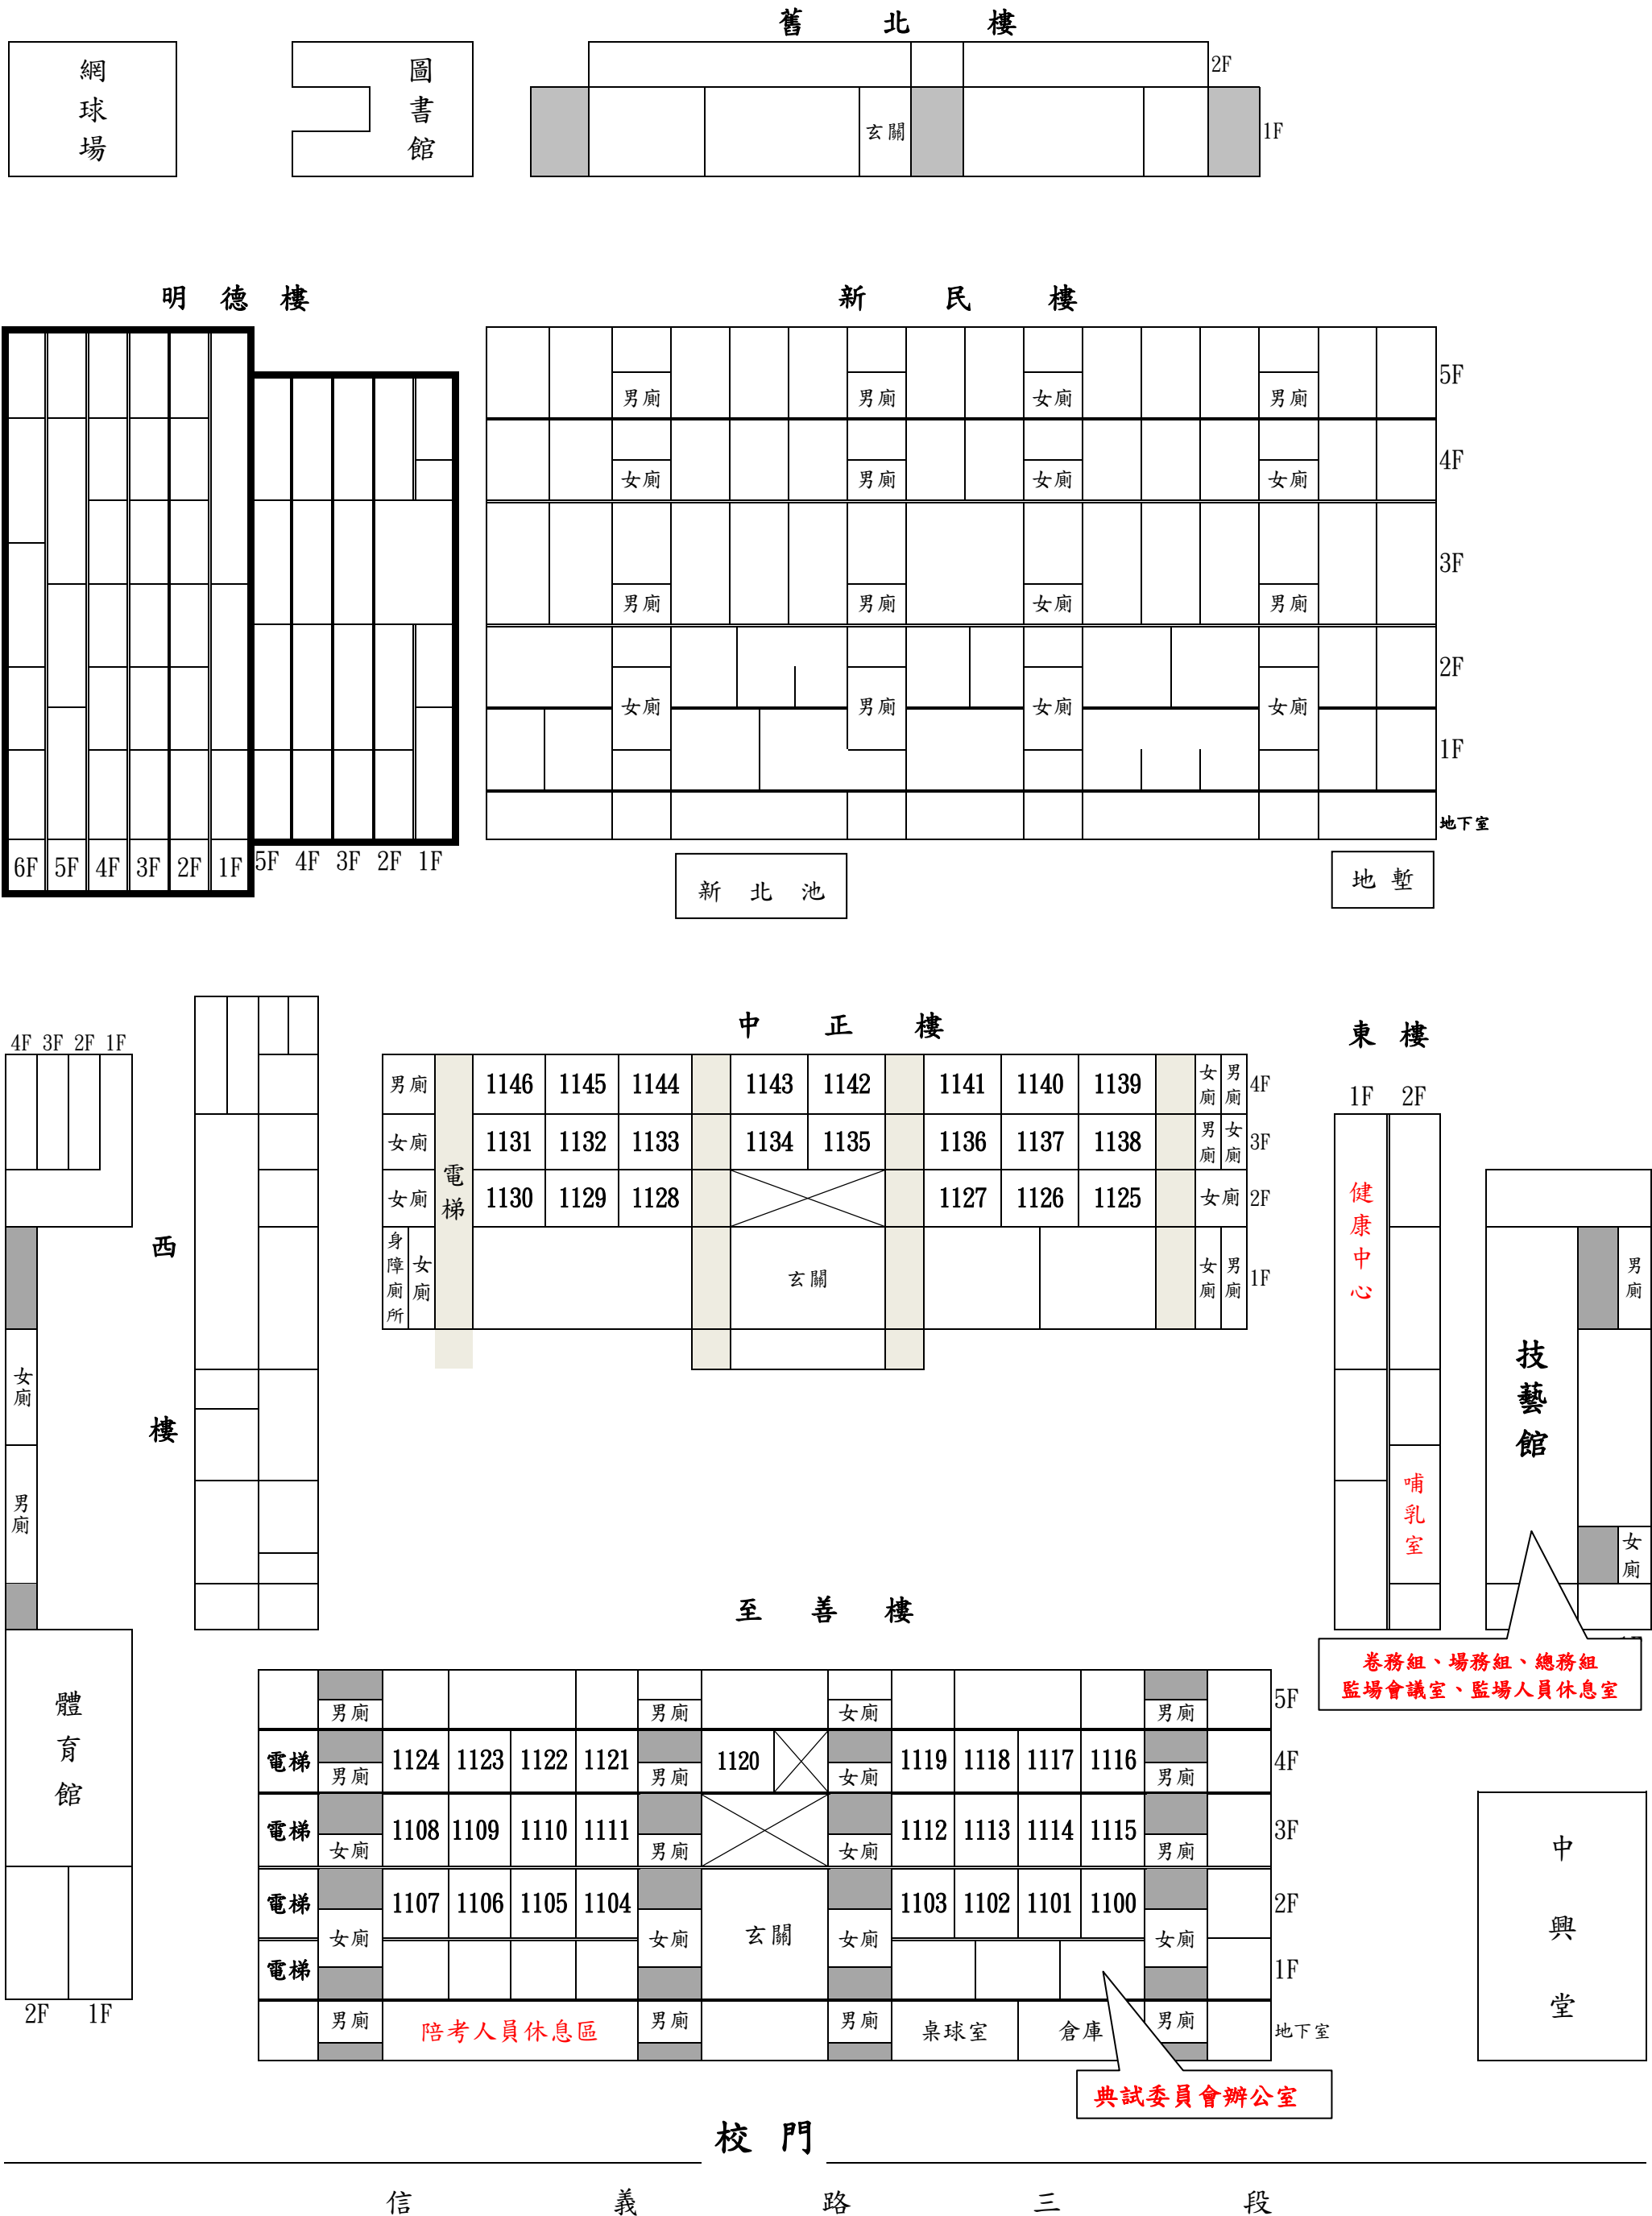 舊北樓
網球場
圖書館
2F
玄關
1F
明德樓
新民樓
男廁 男廁 女廁 男廁 5F
女廁 男廁 女廁 女廁 4F
男廁 男廁 女廁 男廁 3F
2F
女廁 男廁 女廁 女廁
1F
地下室
6F 5F 4F 3F 2F 1F 5F 4F 3F 2F 1F
新北池
地塹
中正樓
東樓
4F 3F 2F 1F
男廁 1146 1145 1144 1143 1142 1141 1140 1139 女廁 男廁 4F
女廁 1131 1132 1133 1134 1135 1136 1137 1138 男廁 女廁 3F
電梯
女廁 1130 1129 1128 1127 1126 1125 女廁 2F
身障廁所 女廁 玄關 女廁 男廁 1F
1F 2F
健康中心
哺乳室
西樓
女廁
男廁
技藝館
男廁
女廁
卷務組、場務組、總務組
監場會議室、監場人員休息室
至善樓
體育館
2F 1F
男廁 男廁 女廁 男廁 5F
電梯 男廁 1124 1123 1122 1121 男廁 1120 女廁 1119 1118 1117 1116 男廁 4F
電梯 女廁 1108 1109 1110 1111 男廁 女廁 1112 1113 1114 1115 男廁 3F
電梯 1107 1106 1105 1104 1103 1102 1101 1100 2F
女廁 女廁 玄關 女廁 女廁
電梯 1F
男廁 陪考人員休息區 男廁 男廁 桌球室 倉庫 男廁 地下室
典試委員會辦公室
中興堂
校門
信義路三段